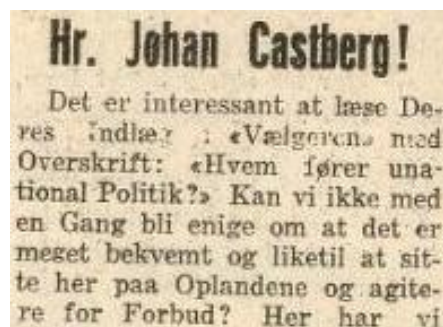 Hr. Johan Castberg!
Det er interessant at læse De-
res Indlæg i «Vælgeren» med
Overskrift: «Hvem fører una-
tional Politik?» Kan vi ikke med
en Gang bli enige om at det er
meget bekvemt og liketil at sit-
te her paa Oplandene og agite-
re for Forbud? Her har vi